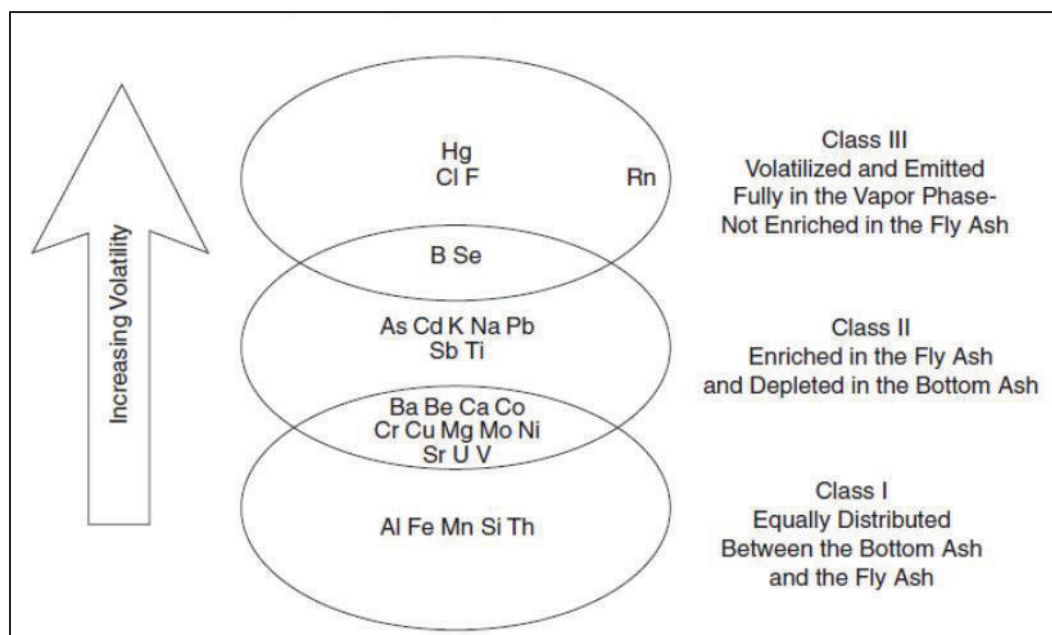 Increasing Volatility
Hg
Cl F
Rn
B Se
As Cd K Na Pb
Sb Ti
Ba Be Ca Co
Cr Cu Mg Mo Ni
Sr U V
Al Fe Mn Si Th
Class III
Volatilized and Emitted
Fully in the Vapor Phase-
Not Enriched in the Fly Ash
Class II
Enriched in the Fly Ash
and Depleted in the Bottom Ash
Class I
Equally Distributed
Between the Bottom Ash
and the Fly Ash